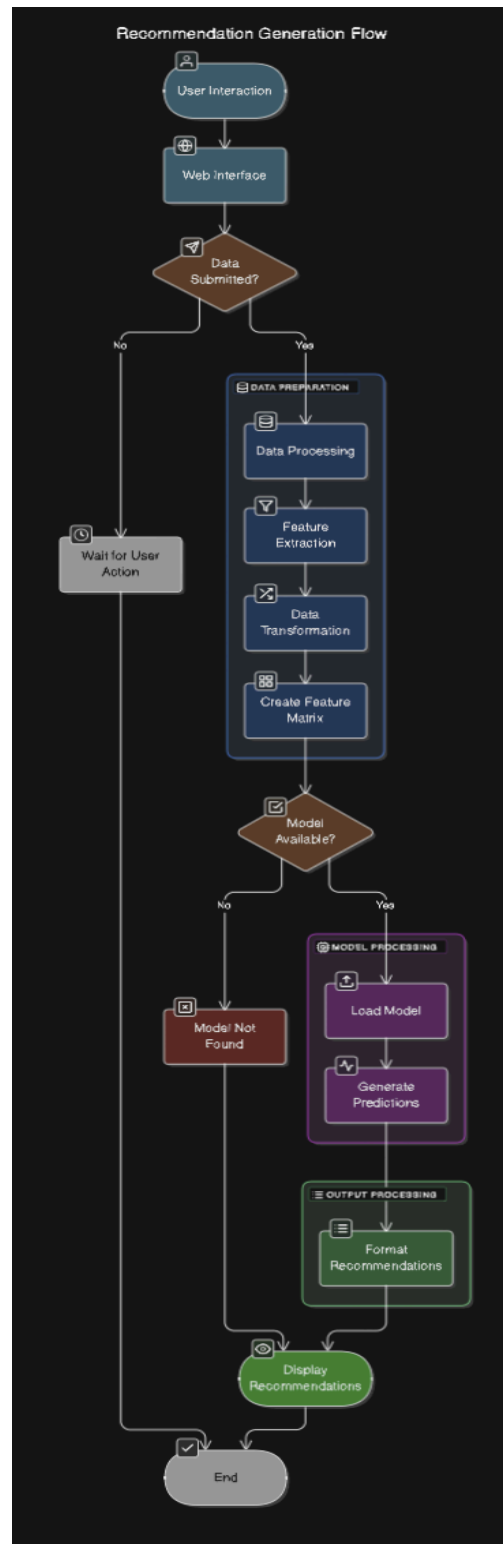 Recommendation Generation Flow
User Interaction
Web Interface
Data
Submitted?
No
Yes
DATA PREPARATION
Data Processing
Feature
Extraction
Wait for User
Action
Data
Transformation
Create Feature
Matrix
Model
Available?
No
Yes
MODEL PROCESSING
Load Model
Model Not
Found
Generate
Predictions
OUTPUT PROCESSING
Format
Recommendations
Display
Recommendations
End